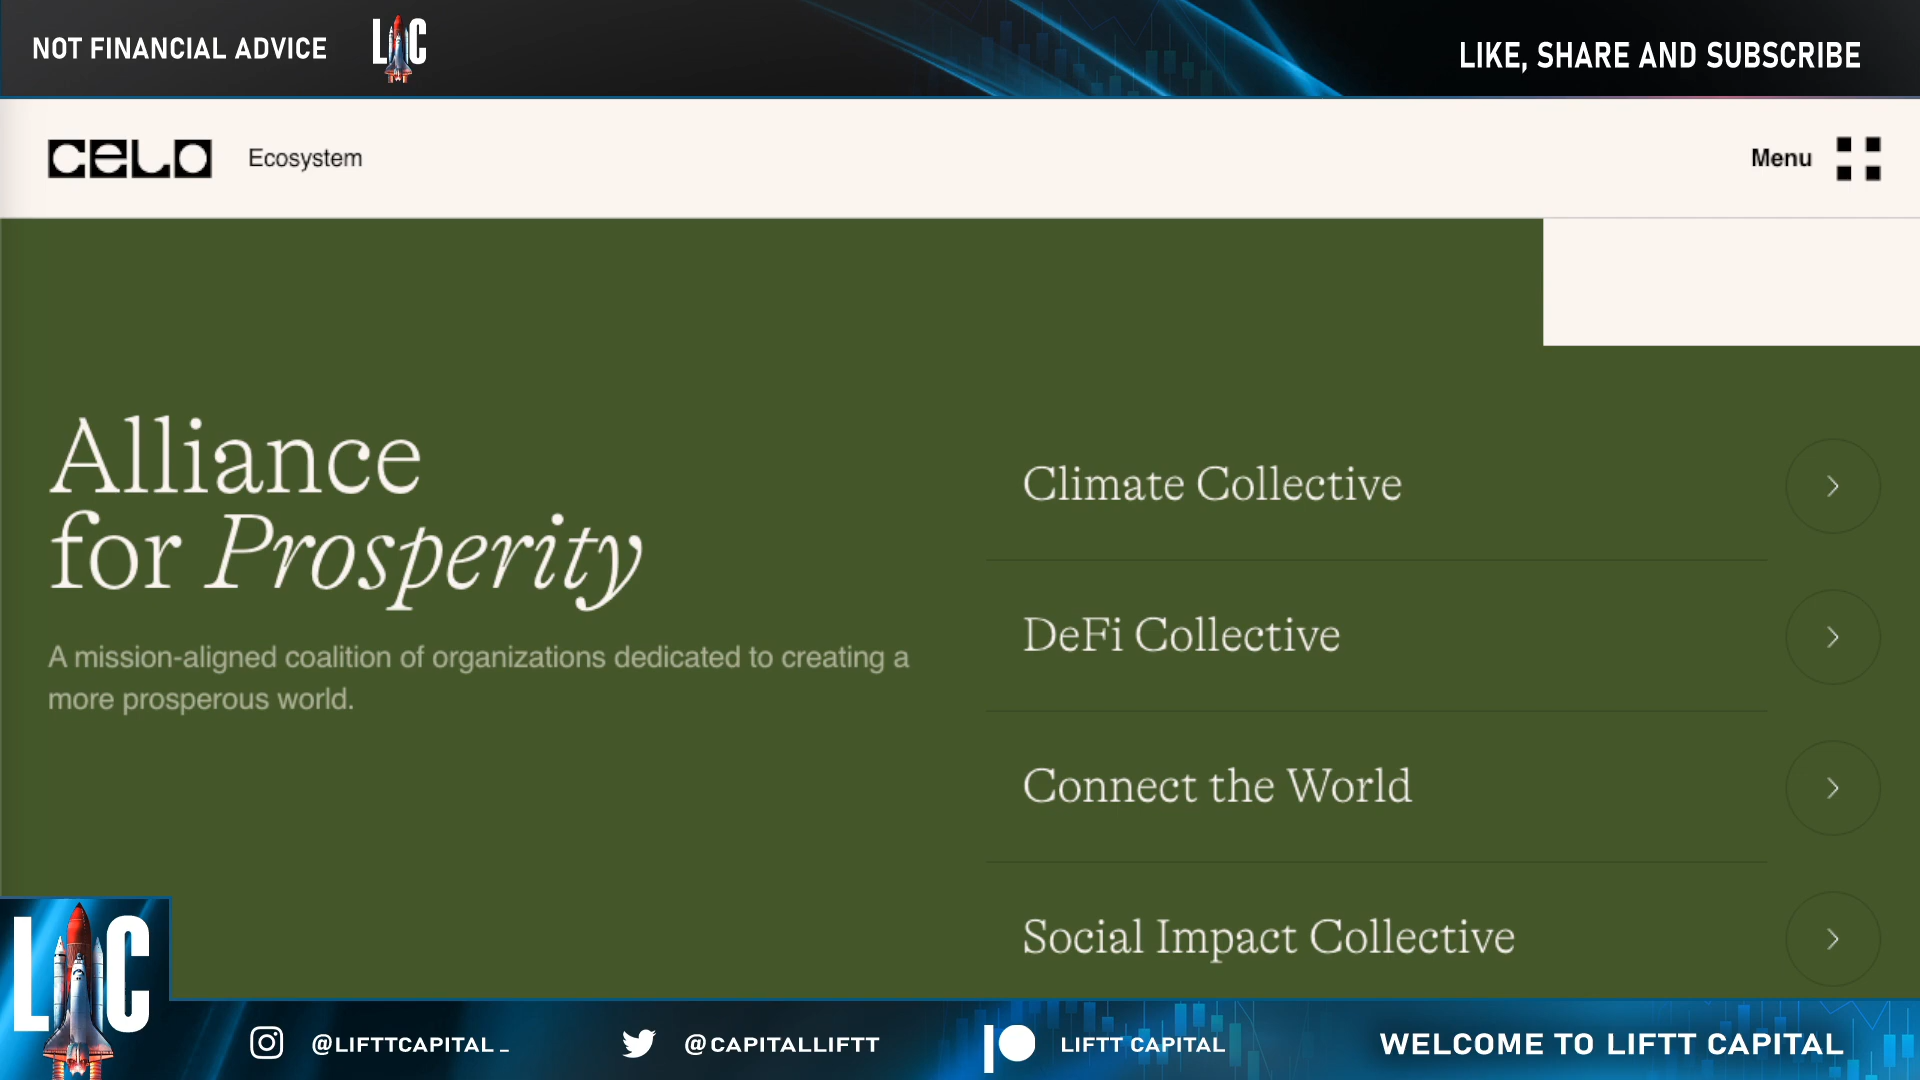 NOT FINANCIAL ADVICE
LC
LIKE, SHARE AND SUBSCRIBE
CELO
Ecosystem
Menu
Alliance
for Prosperity
A mission-aligned coalition of organizations dedicated to creating a
more prosperous world.
Climate Collective
DeFi Collective
Connect the World
Social Impact Collective
LC
@LIFTTCAPITAL_
@CAPITALLIFTT
LIFTT CAPITAL
WELCOME TO LIFTT CAPITAL